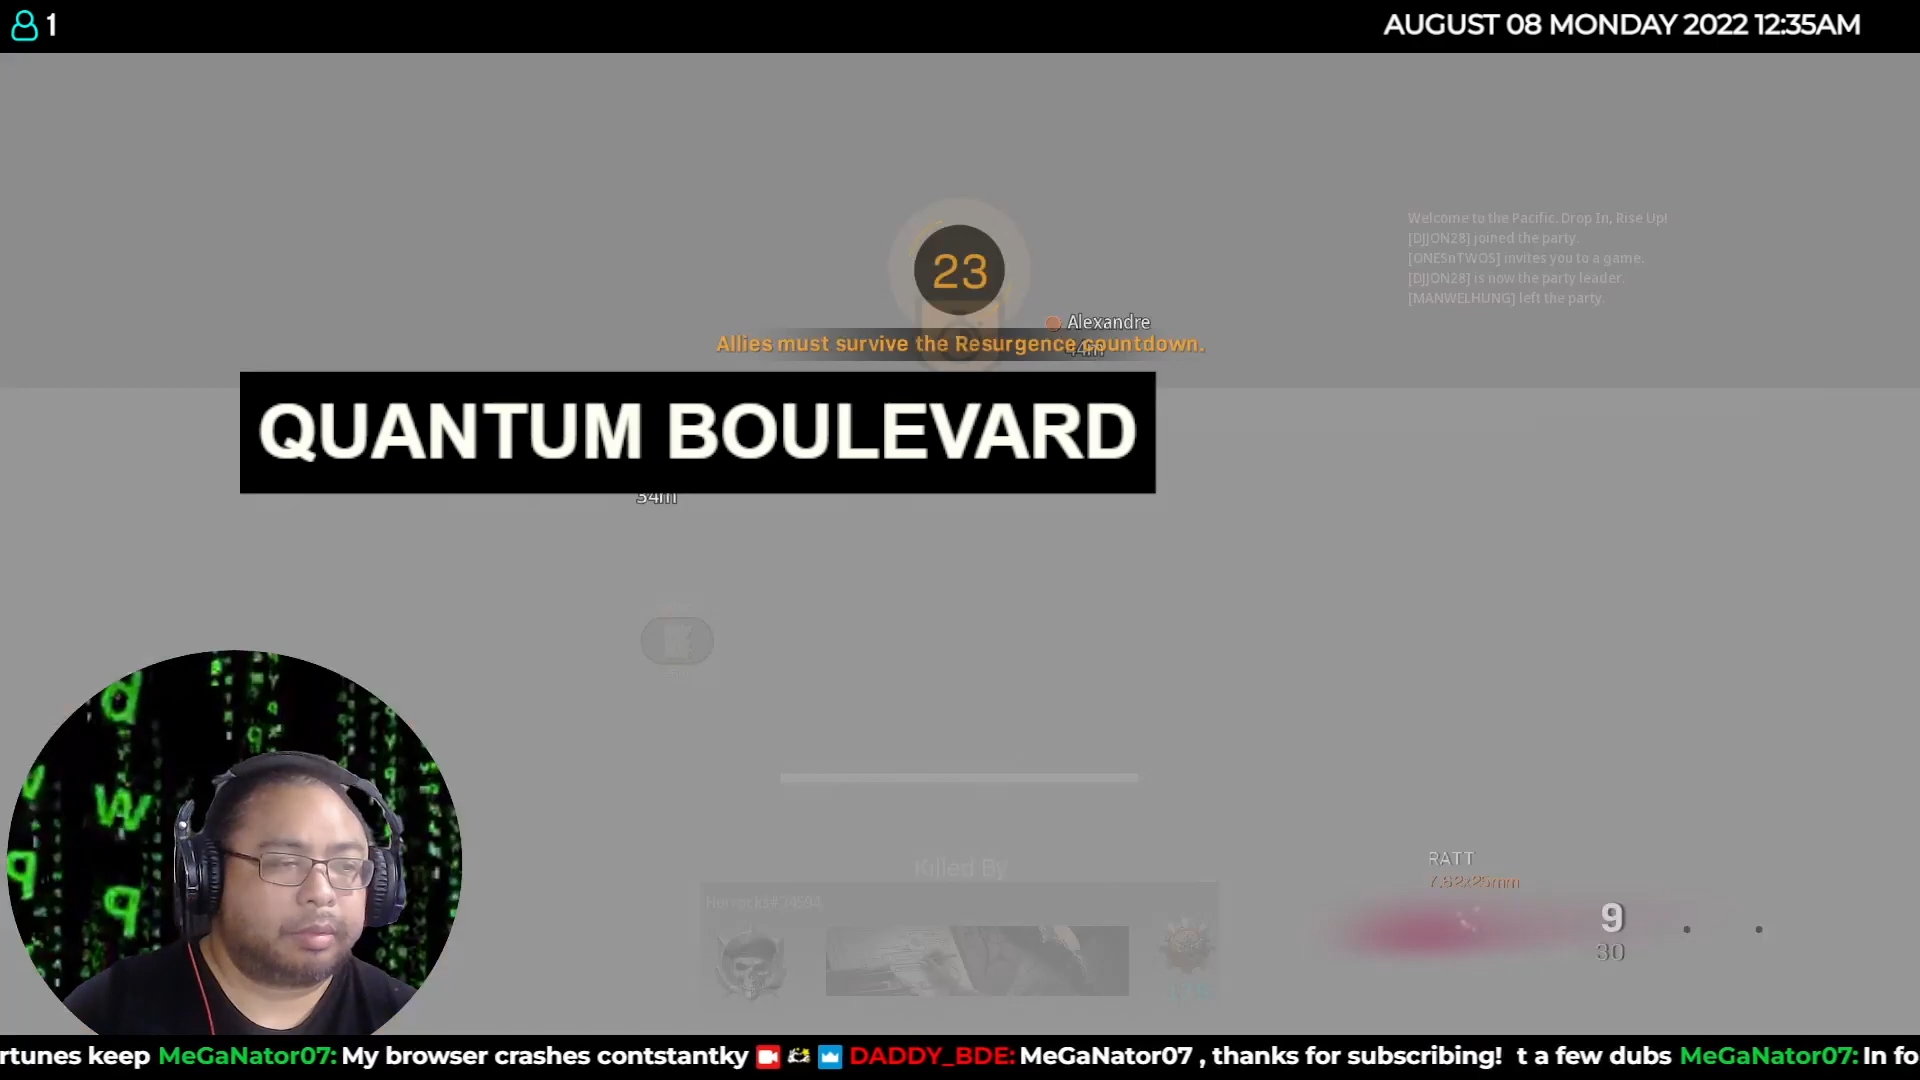 1
AUGUST 08 MONDAY 2022 12:35AM
Welcome to the Pacific. Drop In, Rise Up!
[DJJON28] joined the party.
[ONESnTWOS] invites you to a game.
[DJJON28] is now the party leader.
[MANWELHUNG] left the party.
23
Alexandre
44m
Allies must survive the Resurgence countdown.
QUANTUM BOULEVARD
34m
Killed By
RATT
7.62x25mm
9
30
rtunes keep MeGaNator07: My browser crashes contstantky DADDY_BDE: MeGaNator07 , thanks for subscribing! t a few dubs MeGaNator07: In fo